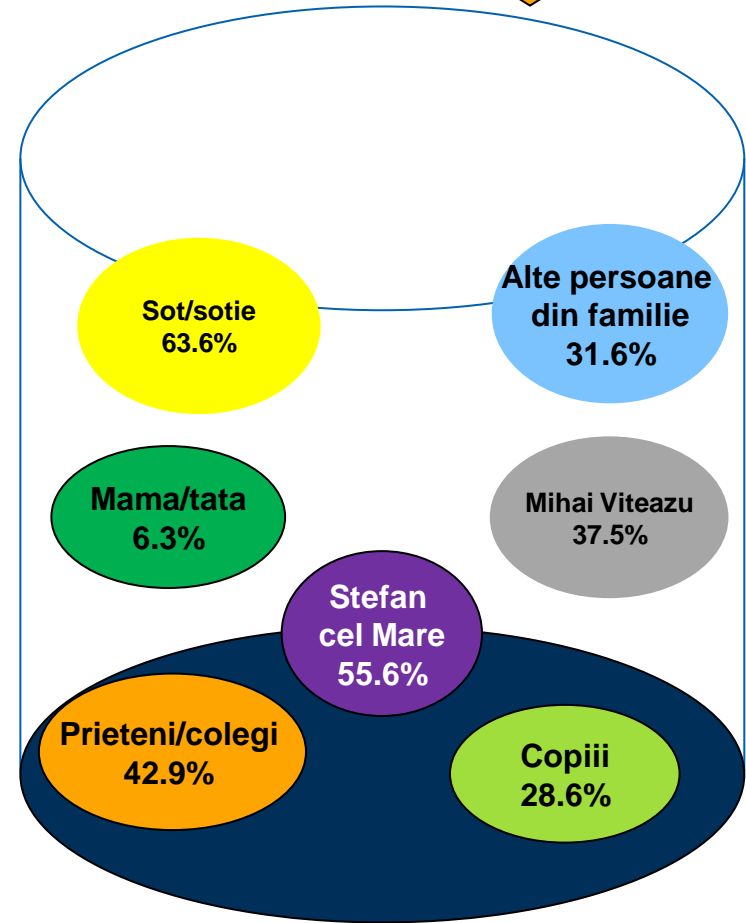 Sot/sotie
63.6%
Alte persoane
din familie
31.6%
Mama/tata
6.3%
Mihai Viteazu
37.5%
Stefan
cel Mare
55.6%
Prieteni/colegi
42.9%
Copiii
28.6%